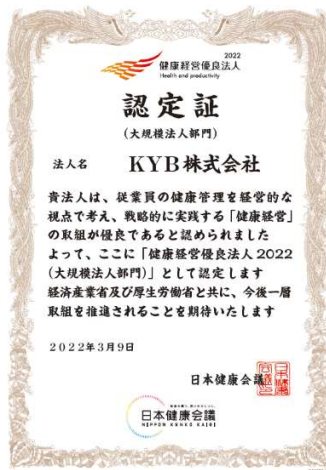 2022
健康経営優良法人
Health and productivity
認定証
(大規模法人部門)
法人名 KYB株式会社
貴法人は、従業員の健康管理を経営的な
視点で考え、戦略的に実践する「健康経営」
の取組が優良であると認められました
よって、ここに「健康経営優良法人2022
(大規模法人部門)」として認定します
経済産業省及び厚生労働省と共に、今後一層
取組を推進されることを期待いたします
2022年3月9日
日本健康会議
日本健康会議
NIPPON KENKO KAIGI